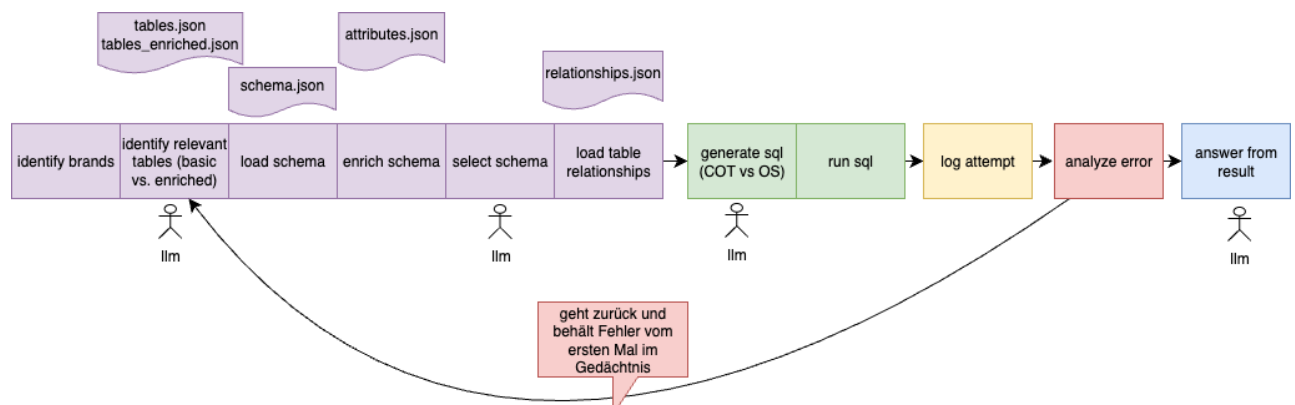 tables.json
tables_enriched.json
attributes.json
schema.json
relationships.json
identify brands
identify relevant
tables (basic
vs. enriched)
load schema
enrich schema
select schema
load table
relationships
generate sql
(COT vs OS)
run sql
log attempt
analyze error
answer from
result
llm
llm
llm
llm
geht zurück und
behält Fehler vom
ersten Mal im
Gedächtnis